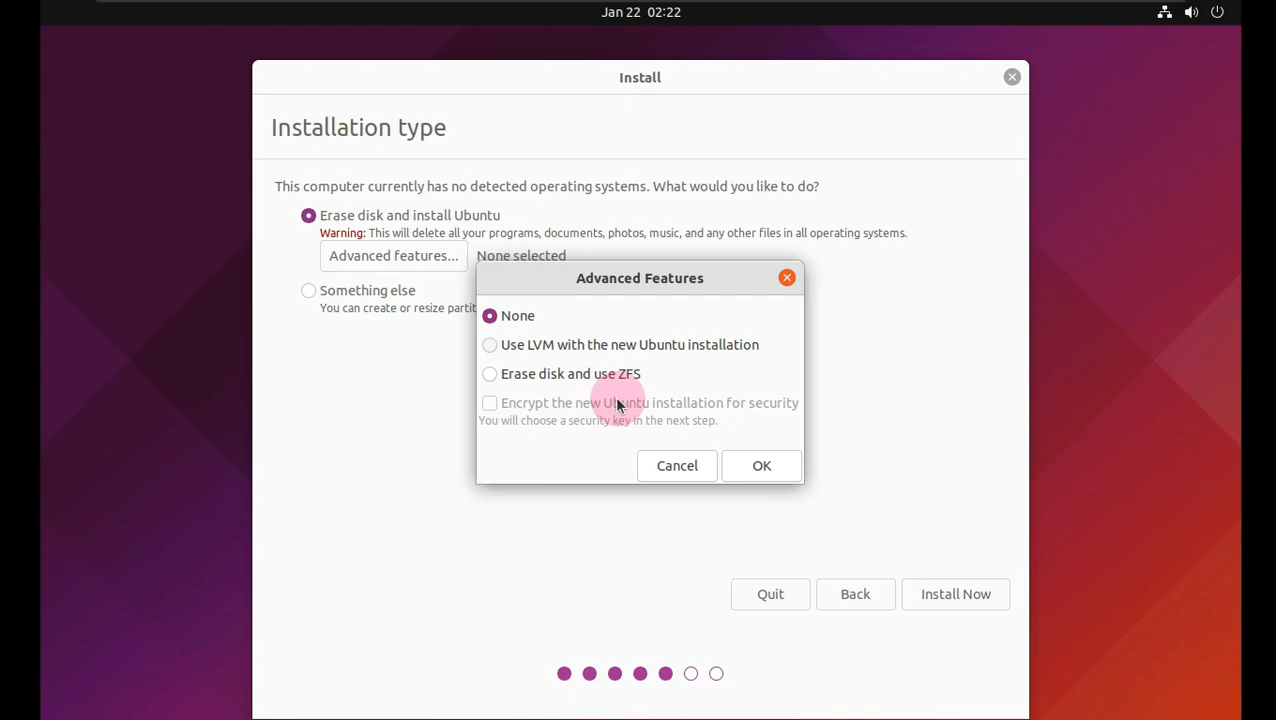 Jan 22 02:22
Install
Installation type
This computer currently has no detected operating systems. What would you like to do?
Erase disk and install Ubuntu
Warning: This will delete all your programs, documents, photos, music, and any other files in all operating systems.
Advanced features... None selected
Something else
You can create or resize partit
Advanced Features
None
Use LVM with the new Ubuntu installation
Erase disk and use ZFS
Encrypt the new Ubuntu installation for security
You will choose a security key in the next step.
Cancel OK
Quit Back Install Now